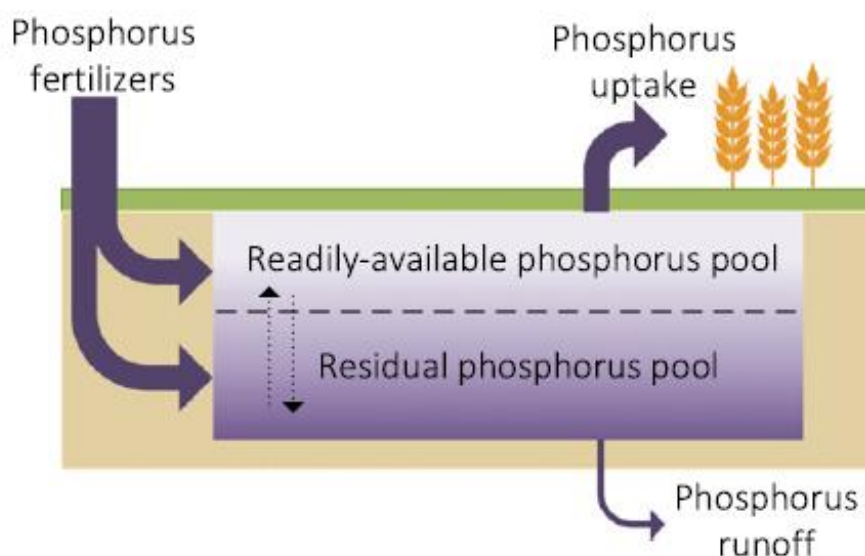 Phosphorus
fertilizers
Phosphorus
uptake
Readily-available phosphorus pool
Residual phosphorus pool
Phosphorus
runoff